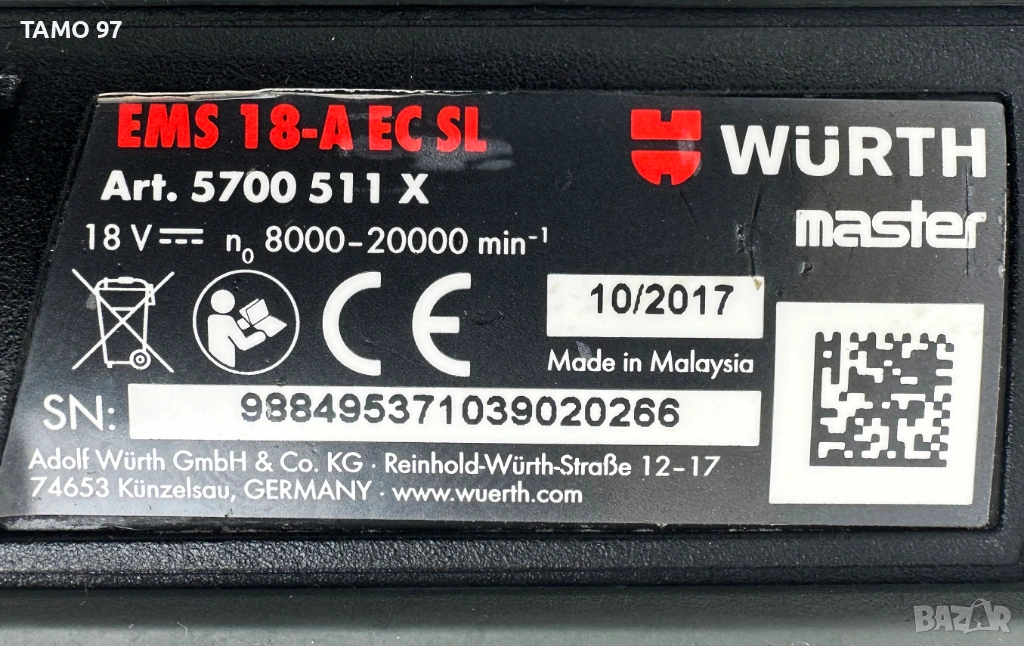 TAMO 97
EMS 18-A EC SL
Art. 5700 511 X
WÜRTH
master
18 V n₀ 8000-20000 min⁻¹
CE
10/2017
Made in Malaysia
SN: 988495371039020266
Adolf Würth GmbH & Co. KG · Reinhold-Würth-Straße 12-17
74653 Künzelsau, GERMANY · www.wuerth.com
BAZAR